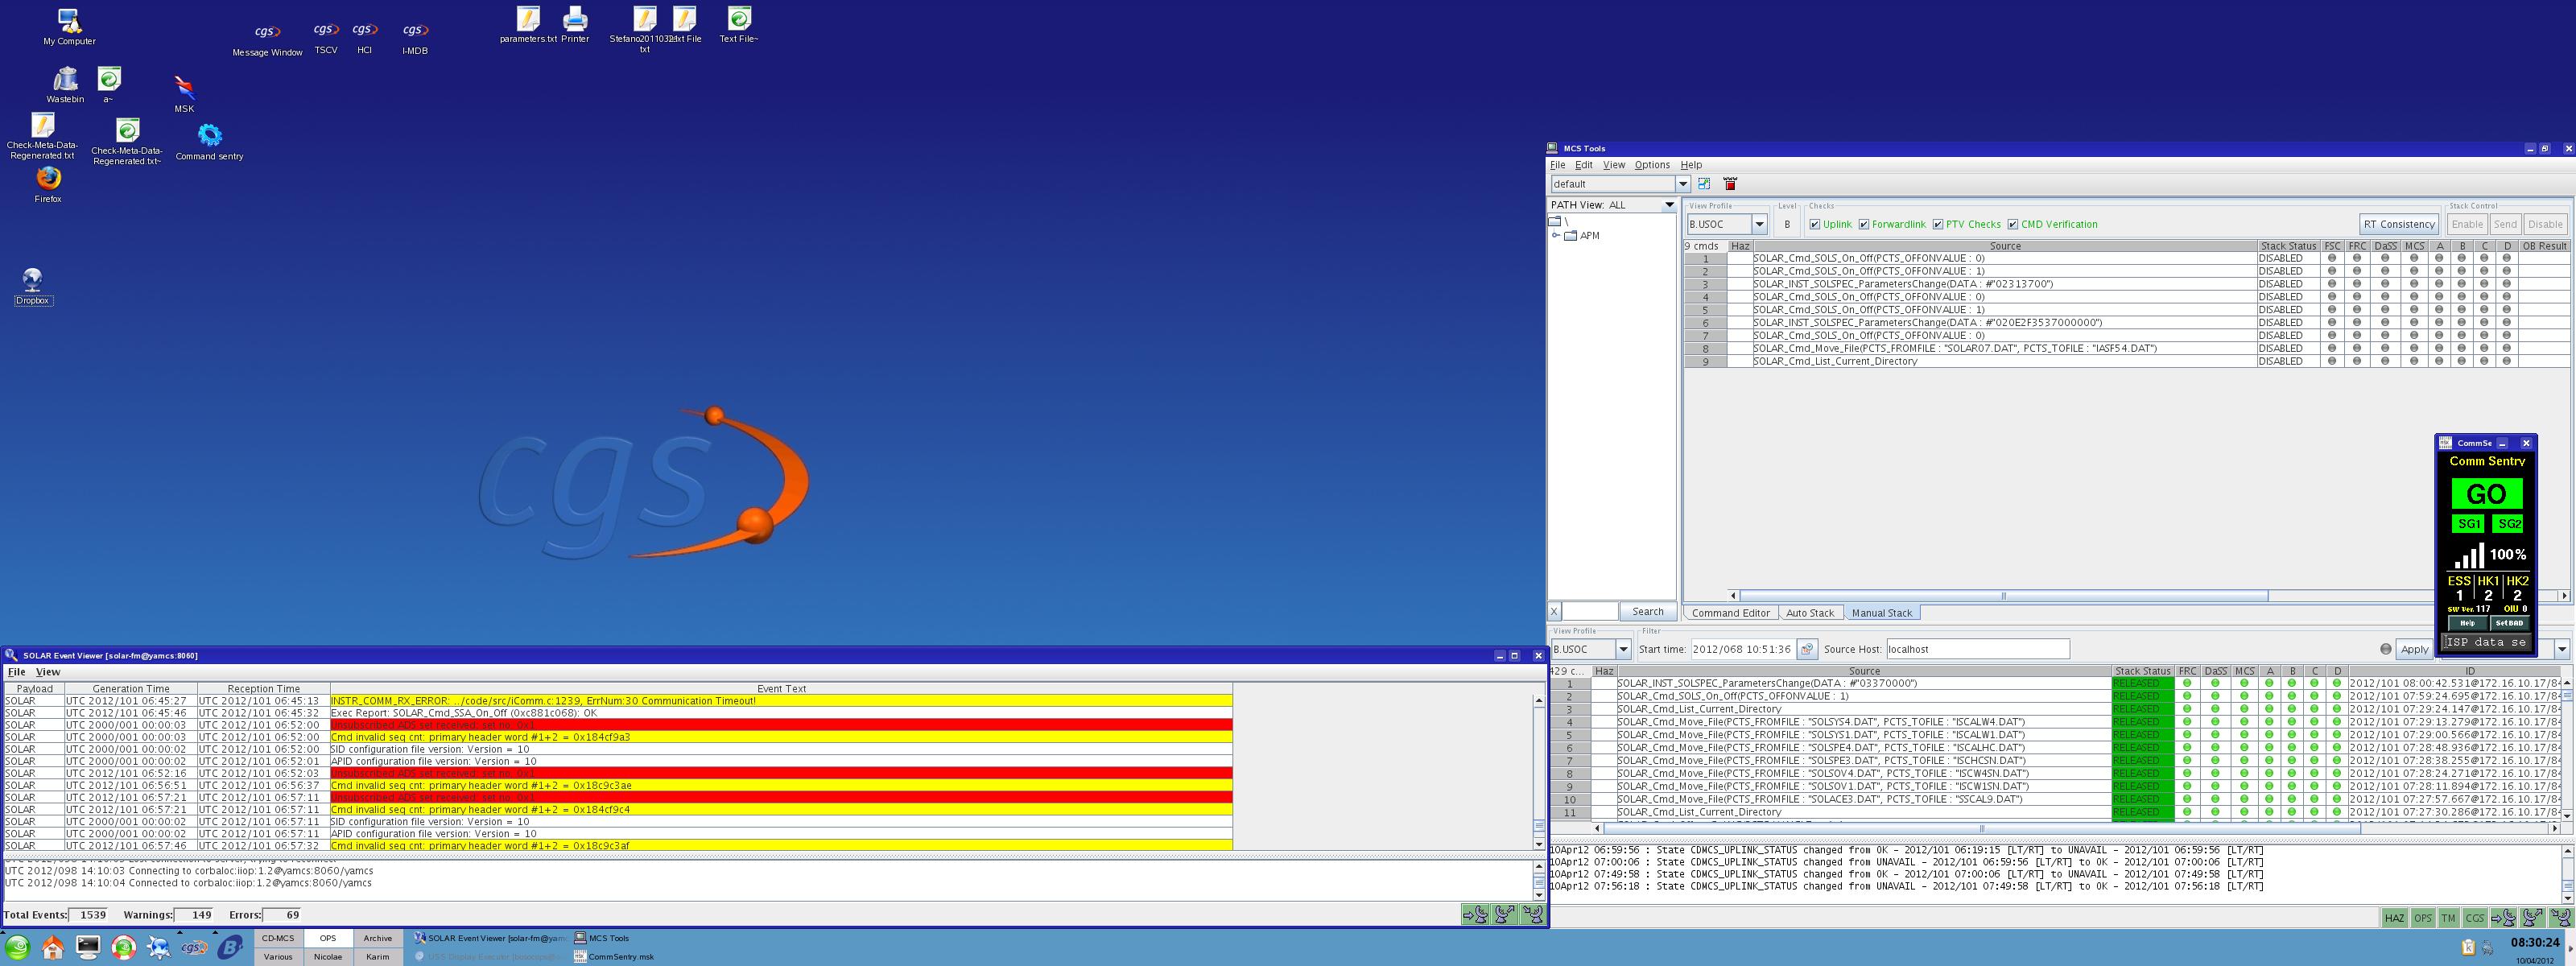 My Computer
Message Window
TSCV
HCI
I-MDB
parameters.txt
Printer
Text File~
Wastebin
a~
MSK
Check-Meta-Data-
Regenerated.txt
Check-Meta-Data-
Regenerated.txt~
Command sentry
Firefox
Dropbox
cgs
MCS Tools
File Edit View Options Help
default
PATH View: ALL
\
APM
X
Search
View Profile
Level
Checks
Stack Control
B.USOC
B
Uplink Forwardlink PTV Checks CMD Verification
RT Consistency
Enable Send Disable
9 cmds Haz Source Stack Status FSC FRC DaSS MCS A B C D OB Result
1 SOLAR_Cmd_SOLS_On_Off(PCTS_OFFONVALUE : 0) DISABLED
2 SOLAR_Cmd_SOLS_On_Off(PCTS_OFFONVALUE : 1) DISABLED
3 SOLAR_INST_SOLSPEC_ParametersChange(DATA : #"02313700") DISABLED
4 SOLAR_Cmd_SOLS_On_Off(PCTS_OFFONVALUE : 0) DISABLED
5 SOLAR_Cmd_SOLS_On_Off(PCTS_OFFONVALUE : 1) DISABLED
6 SOLAR_INST_SOLSPEC_ParametersChange(DATA : #"020E2F3537000000") DISABLED
7 SOLAR_Cmd_SOLS_On_Off(PCTS_OFFONVALUE : 0) DISABLED
8 SOLAR_Cmd_Move_File(PCTS_FROMFILE : "SOLAR07.DAT", PCTS_TOFILE : "IASF54.DAT") DISABLED
9 SOLAR_Cmd_List_Current_Directory DISABLED
Command Editor Auto Stack Manual Stack
CommSe
Comm Sentry
GO
SG1 SG2
100%
ESS HK1 HK2
1 2 2
SW Ver. 117 OIU 0
Help Set BAD
ISP data se
View Profile
Filter
B.USOC
Start time: 2012/068 10:51:36
Source Host: localhost
Apply
429 c... Haz Source Stack Status FRC DaSS MCS A B C D ID
1 SOLAR_INST_SOLSPEC_ParametersChange(DATA : #"03370000") RELEASED 2012/101 08:00:42.531@172.16.10.17/84
2 SOLAR_Cmd_SOLS_On_Off(PCTS_OFFONVALUE : 1) RELEASED 2012/101 07:59:24.695@172.16.10.17/84
3 SOLAR_Cmd_List_Current_Directory RELEASED 2012/101 07:29:24.147@172.16.10.17/84
4 SOLAR_Cmd_Move_File(PCTS_FROMFILE : "SOLSYS4.DAT", PCTS_TOFILE : "ISCALW4.DAT") RELEASED 2012/101 07:29:13.279@172.16.10.17/84
5 SOLAR_Cmd_Move_File(PCTS_FROMFILE : "SOLSYS1.DAT", PCTS_TOFILE : "ISCALW1.DAT") RELEASED 2012/101 07:29:00.566@172.16.10.17/84
6 SOLAR_Cmd_Move_File(PCTS_FROMFILE : "SOLSPE4.DAT", PCTS_TOFILE : "ISCALHC.DAT") RELEASED 2012/101 07:28:48.936@172.16.10.17/84
7 SOLAR_Cmd_Move_File(PCTS_FROMFILE : "SOLSPE3.DAT", PCTS_TOFILE : "ISCHCSN.DAT") RELEASED 2012/101 07:28:38.255@172.16.10.17/84
8 SOLAR_Cmd_Move_File(PCTS_FROMFILE : "SOLSOV4.DAT", PCTS_TOFILE : "ISCW4SN.DAT") RELEASED 2012/101 07:28:24.271@172.16.10.17/84
9 SOLAR_Cmd_Move_File(PCTS_FROMFILE : "SOLSOV1.DAT", PCTS_TOFILE : "ISCW1SN.DAT") RELEASED 2012/101 07:28:11.894@172.16.10.17/84
10 SOLAR_Cmd_Move_File(PCTS_FROMFILE : "SOLACE3.DAT", PCTS_TOFILE : "SSCAL9.DAT") RELEASED 2012/101 07:27:57.667@172.16.10.17/84
11 SOLAR_Cmd_List_Current_Directory RELEASED 2012/101 07:27:30.286@172.16.10.17/84
10Apr12 06:59:56 : State CDMCS_UPLINK_STATUS changed from OK - 2012/101 06:19:15 [LT/RT] to UNAVAIL - 2012/101 06:59:56 [LT/RT]
10Apr12 07:00:06 : State CDMCS_UPLINK_STATUS changed from UNAVAIL - 2012/101 06:59:56 [LT/RT] to OK - 2012/101 07:00:06 [LT/RT]
10Apr12 07:49:58 : State CDMCS_UPLINK_STATUS changed from OK - 2012/101 07:00:06 [LT/RT] to UNAVAIL - 2012/101 07:49:58 [LT/RT]
10Apr12 07:56:18 : State CDMCS_UPLINK_STATUS changed from UNAVAIL - 2012/101 07:49:58 [LT/RT] to OK - 2012/101 07:56:18 [LT/RT]
HAZ OPS TM CGS
SOLAR Event Viewer [solar-fm@yamcs:8060]
File View
Payload Generation Time Reception Time Event Text
SOLAR UTC 2012/101 06:45:27 UTC 2012/101 06:45:13 INSTR_COMM_RX_ERROR: ../code/src/iComm.c:1239, ErrNum:30 Communication Timeout!
SOLAR UTC 2012/101 06:45:46 UTC 2012/101 06:45:32 Exec Report: SOLAR_Cmd_SSA_On_Off (0xc881c068): OK
SOLAR UTC 2000/001 00:00:03 UTC 2012/101 06:52:00 Unsubscribed ADS set received: set no. 0x1
SOLAR UTC 2000/001 00:00:03 UTC 2012/101 06:52:00 Cmd invalid seq cnt: primary header word #1+2 = 0x184cf9a3
SOLAR UTC 2000/001 00:00:02 UTC 2012/101 06:52:00 SID configuration file version: Version = 10
SOLAR UTC 2000/001 00:00:02 UTC 2012/101 06:52:01 APID configuration file version: Version = 10
SOLAR UTC 2012/101 06:52:16 UTC 2012/101 06:52:03 Unsubscribed ADS set received: set no. 0x1
SOLAR UTC 2012/101 06:56:51 UTC 2012/101 06:56:37 Cmd invalid seq cnt: primary header word #1+2 = 0x18c9c3ae
SOLAR UTC 2012/101 06:57:21 UTC 2012/101 06:57:11 Unsubscribed ADS set received: set no. 0x1
SOLAR UTC 2012/101 06:57:21 UTC 2012/101 06:57:11 Cmd invalid seq cnt: primary header word #1+2 = 0x184cf9c4
SOLAR UTC 2000/001 00:00:02 UTC 2012/101 06:57:11 SID configuration file version: Version = 10
SOLAR UTC 2000/001 00:00:02 UTC 2012/101 06:57:11 APID configuration file version: Version = 10
SOLAR UTC 2012/101 06:57:46 UTC 2012/101 06:57:32 Cmd invalid seq cnt: primary header word #1+2 = 0x18c9c3af
UTC 2012/098 14:10:03 Connecting to corbaloc:iiop:1.2@yamcs:8060/yamcs
UTC 2012/098 14:10:04 Connected to corbaloc:iiop:1.2@yamcs:8060/yamcs
Total Events: 1539 Warnings: 149 Errors: 69
cgs
B
CD-MCS OPS Archive
Various Nicolae Karim
SOLAR Event Viewer [solar-fm@yam
MCS Tools
CommSentry.msk
08:30:24
10/04/2012